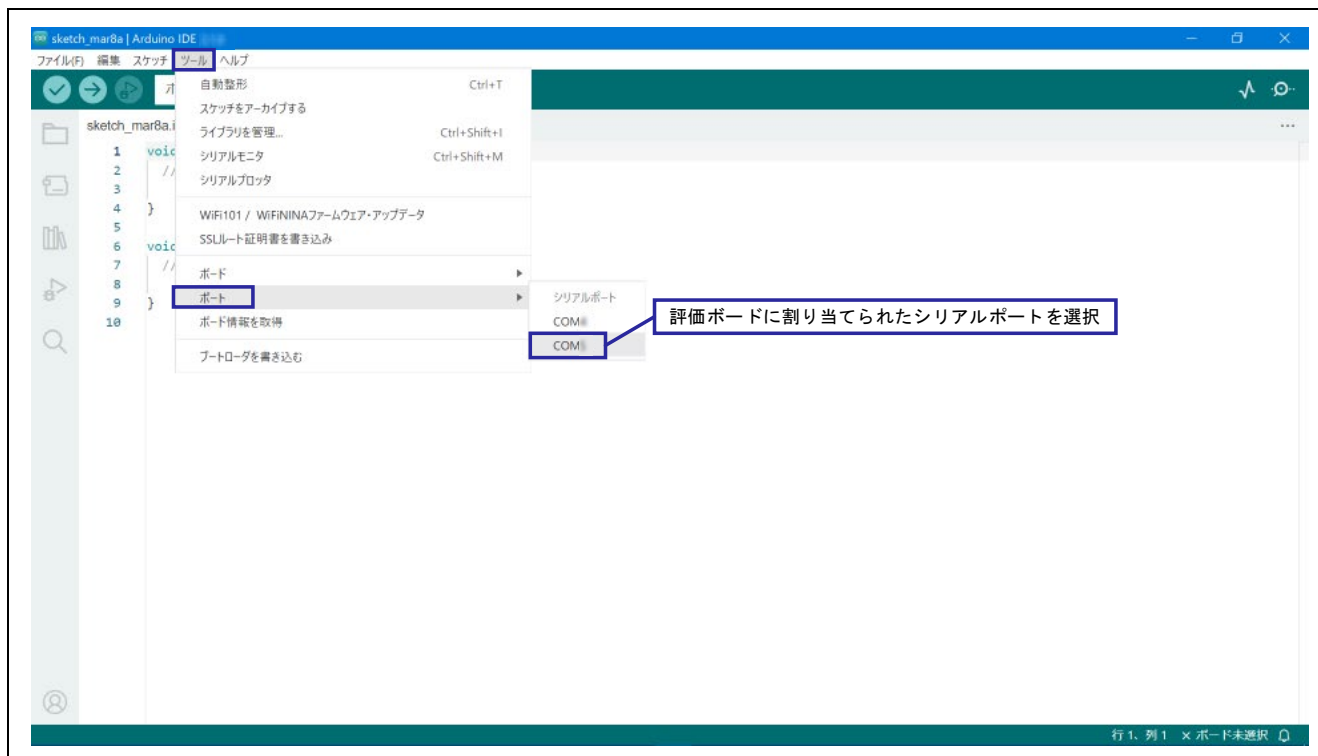 sketch_mar8a | Arduino IDE
ファイル(F) 編集 スケッチ ツール ヘルプ
sketch_mar8a.i
自動整形 Ctrl+T
スケッチをアーカイブする
ライブラリを管理... Ctrl+Shift+I
シリアルモニタ Ctrl+Shift+M
シリアルプロッタ
WiFi101 / WiFiNINAファームウェア・アップデータ
SSLルート証明書を書き込み
ボード
ポート
ボード情報を取得
ブートローダを書き込む
シリアルポート
COM
COM
評価ボードに割り当てられたシリアルポートを選択
1 voic
2 //
3
4 }
5
6 voic
7 //
8
9 }
10
行 1、列 1 × ボード未選択